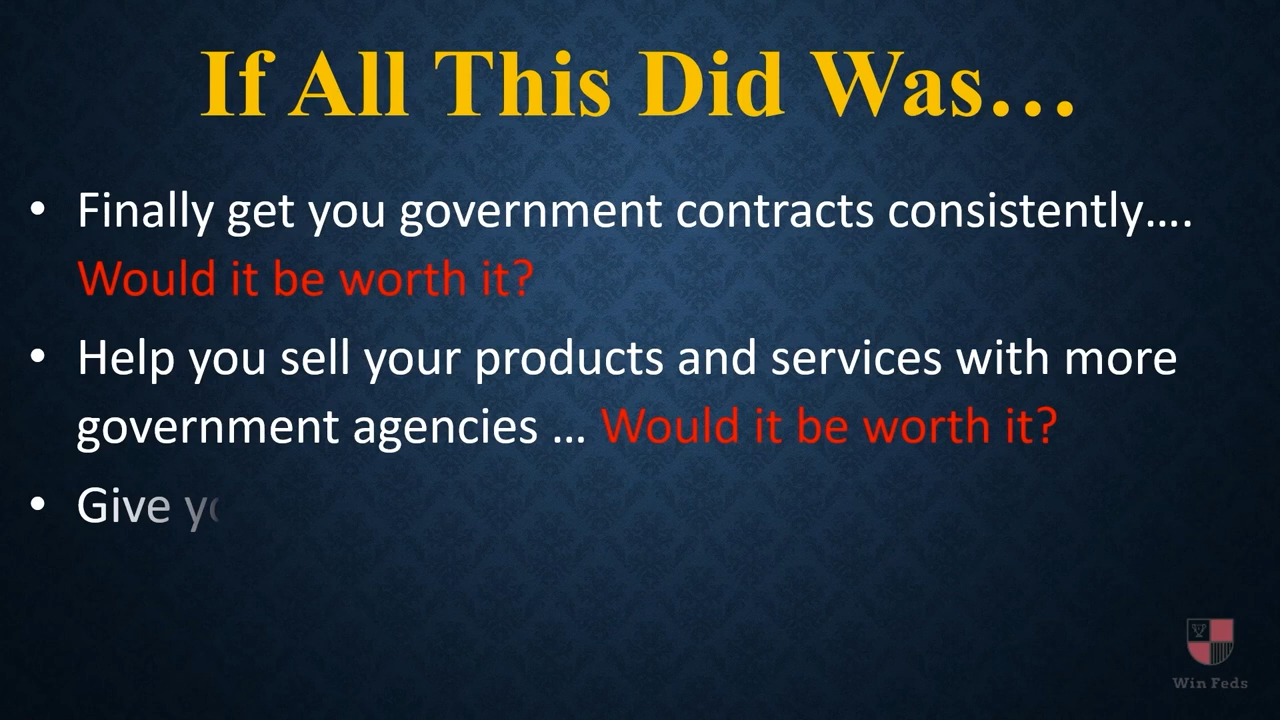 If All This Did Was...
• Finally get you government contracts consistently....
Would it be worth it?
• Help you sell your products and services with more
government agencies ... Would it be worth it?
• Give
Win Feds